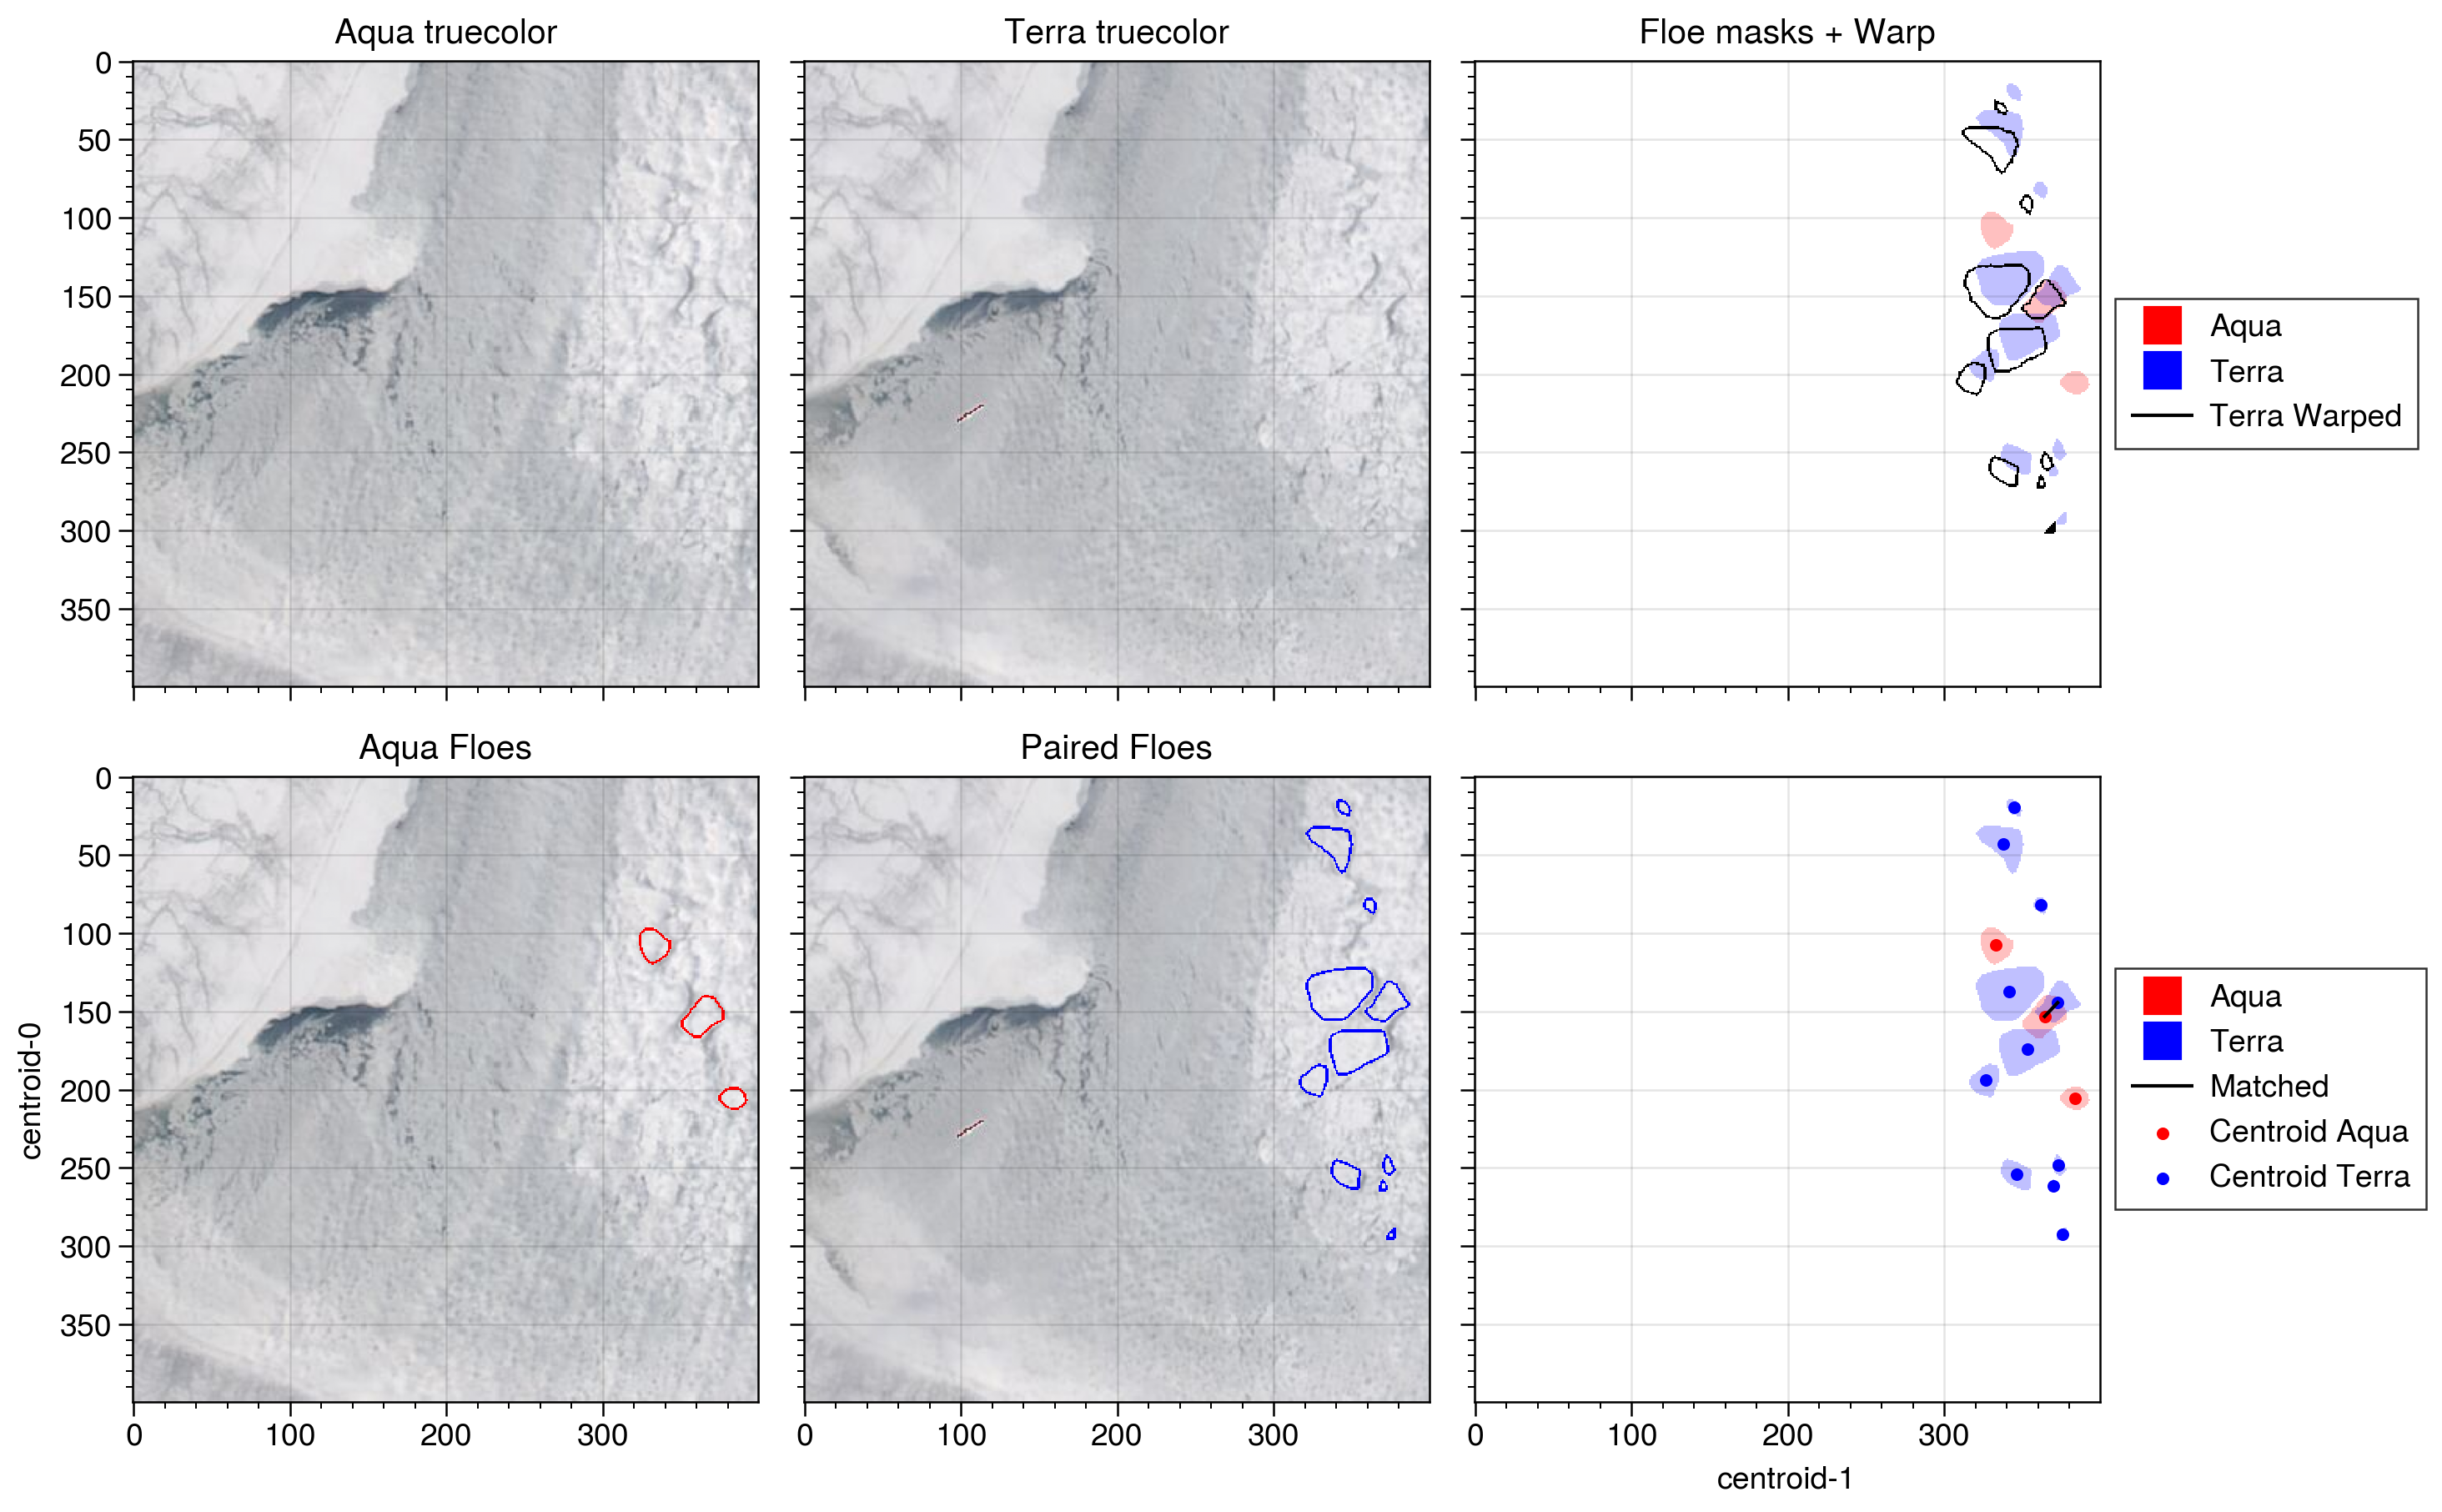 Aqua truecolor
Terra truecolor
Floe masks + Warp
0
50
100
150
200
250
300
350
Aqua
Terra
Terra Warped
Aqua Floes
Paired Floes
centroid-0
0
50
100
150
200
250
300
350
0 100 200 300
0 100 200 300
0 100 200 300
centroid-1
Aqua
Terra
Matched
Centroid Aqua
Centroid Terra